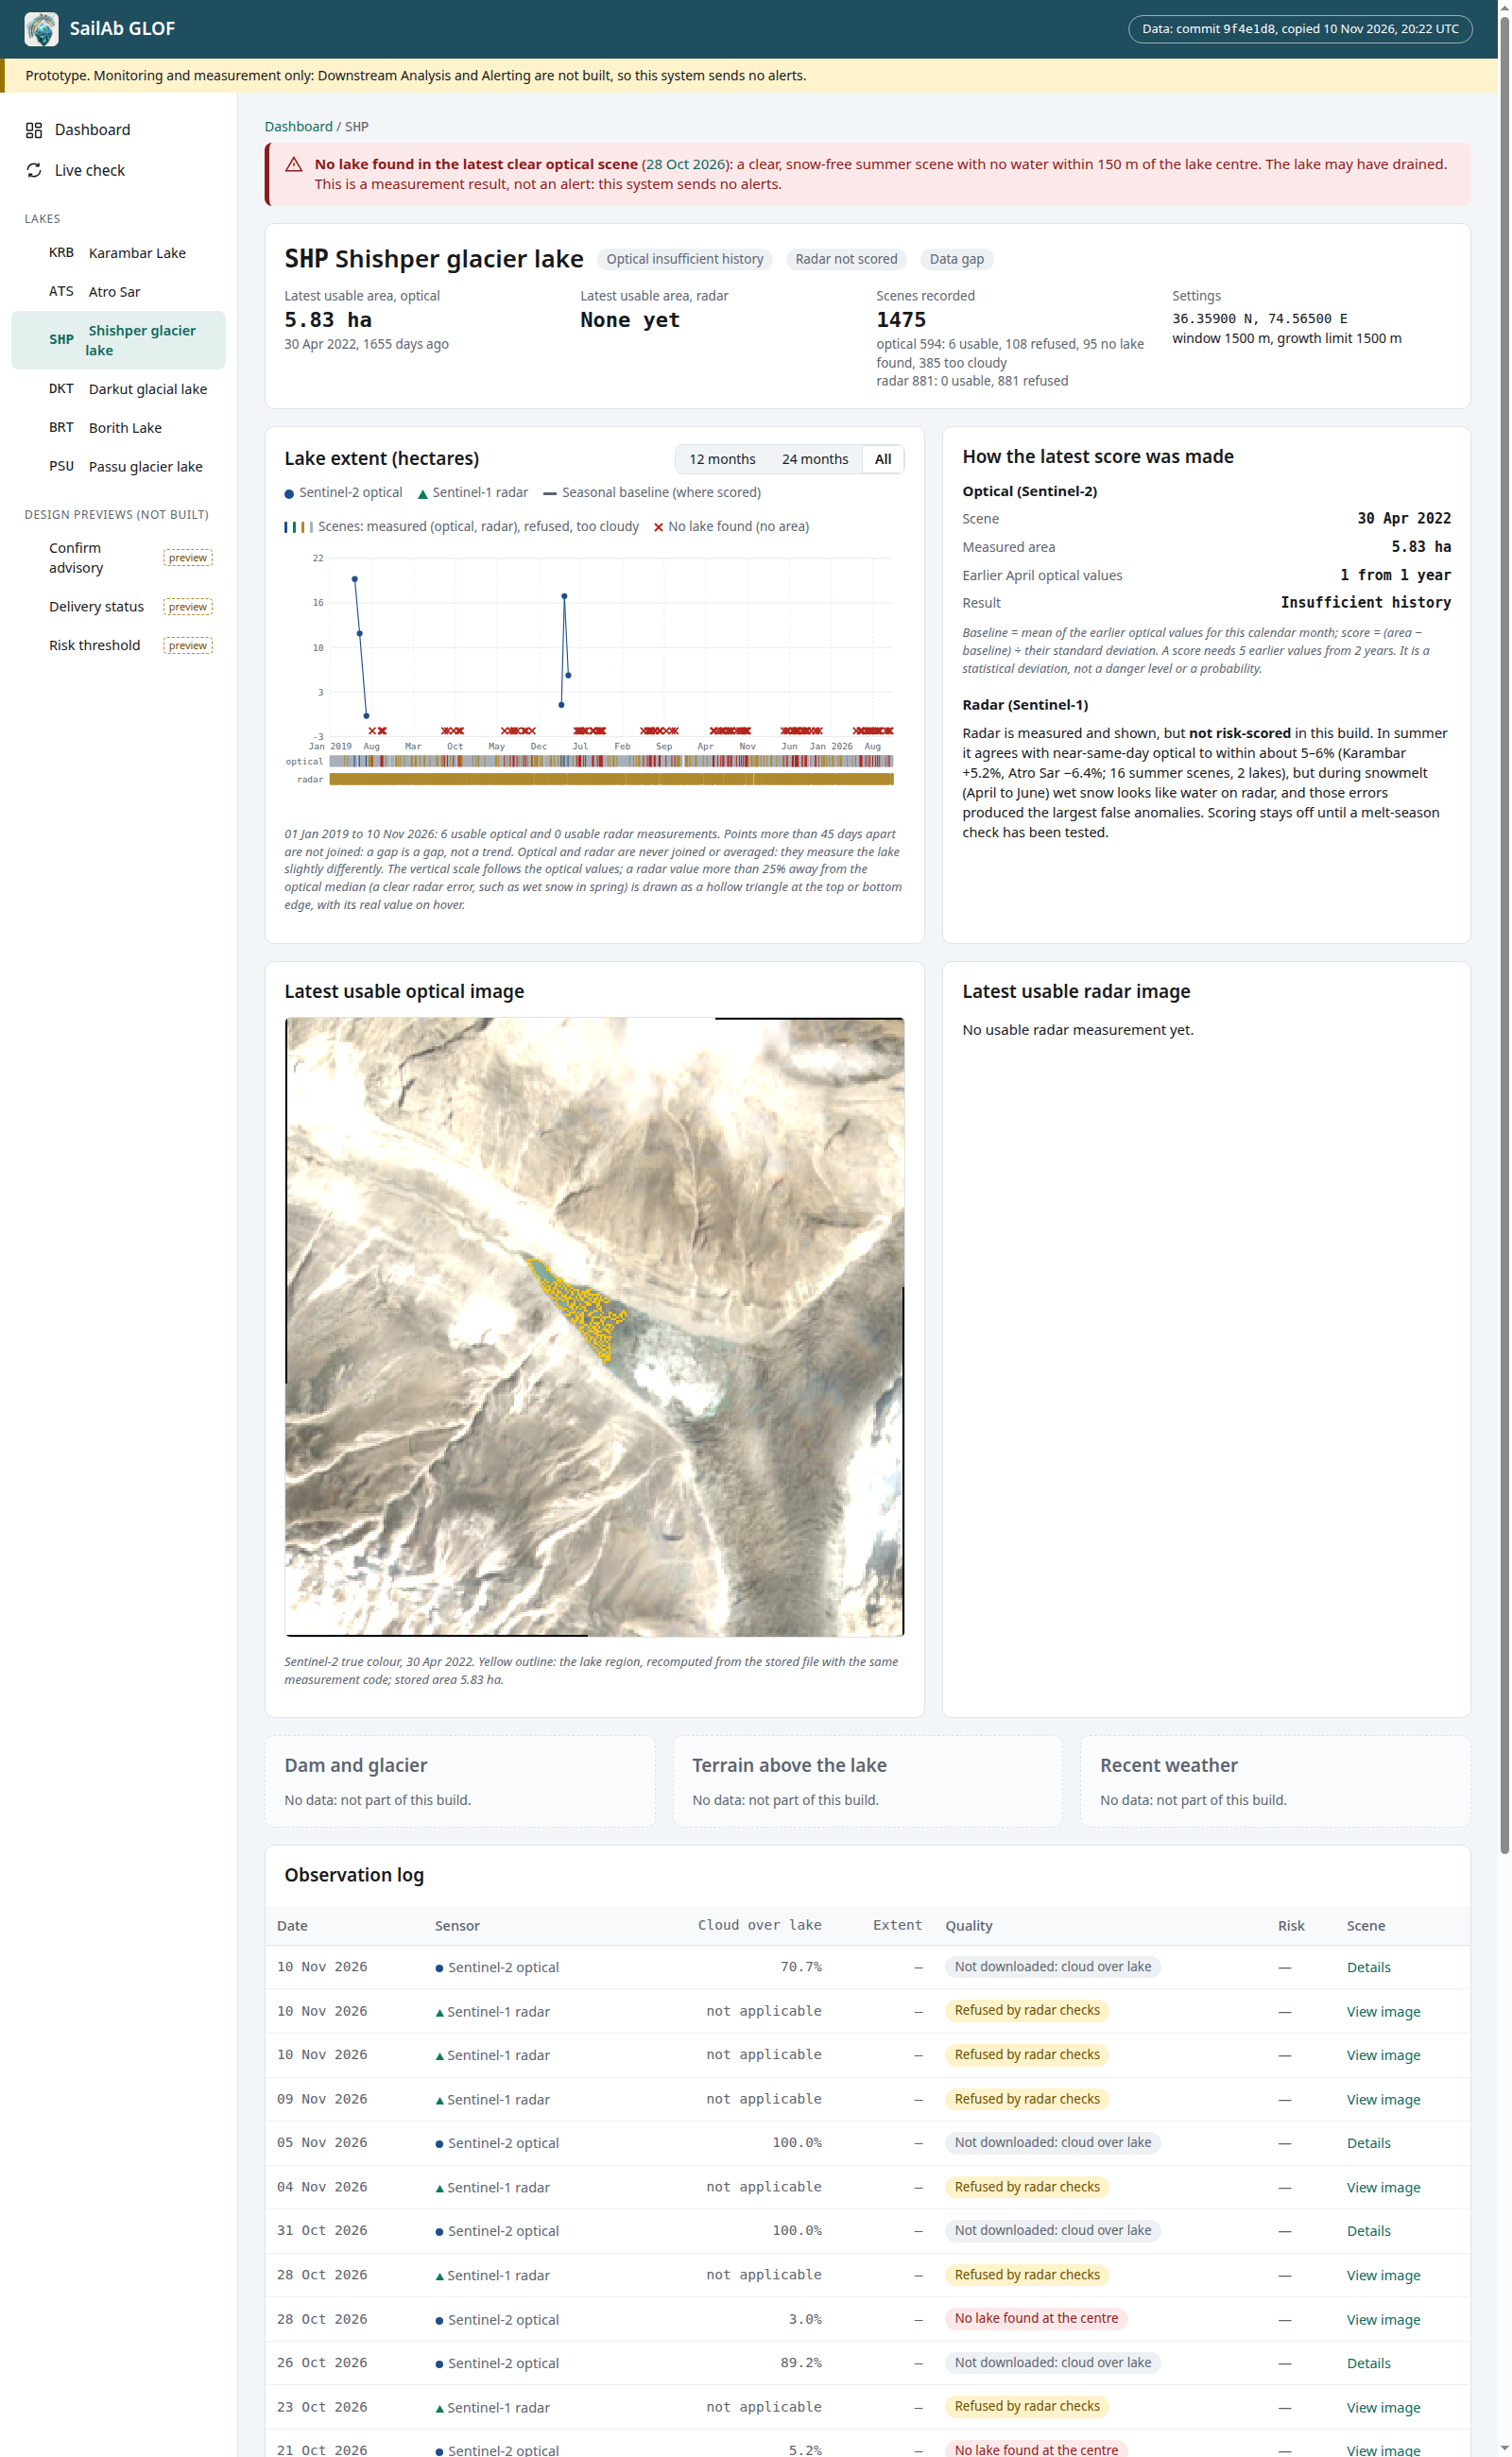 SailAb GLOF
Data: commit 9f4e1d8, copied 10 Nov 2026, 20:22 UTC
Prototype. Monitoring and measurement only: Downstream Analysis and Alerting are not built, so this system sends no alerts.
Dashboard
Live check
LAKES
KRB Karambar Lake
ATS Atro Sar
SHP Shishper glacier
lake
DKT Darkut glacial lake
BRT Borith Lake
PSU Passu glacier lake
DESIGN PREVIEWS (NOT BUILT)
Confirm
advisory
preview
Delivery status preview
Risk threshold preview
Dashboard / SHP
No lake found in the latest clear optical scene (28 Oct 2026): a clear, snow-free summer scene with no water within 150 m of the lake centre. The lake may have drained.
This is a measurement result, not an alert: this system sends no alerts.
SHP Shishper glacier lake Optical insufficient history Radar not scored Data gap
Latest usable area, optical
5.83 ha
30 Apr 2022, 1655 days ago
Latest usable area, radar
None yet
Scenes recorded
1475
optical 594: 6 usable, 108 refused, 95 no lake
found, 385 too cloudy
radar 881: 0 usable, 881 refused
Settings
36.35900 N, 74.56500 E
window 1500 m, growth limit 1500 m
Lake extent (hectares)
12 months 24 months All
Sentinel-2 optical Sentinel-1 radar Seasonal baseline (where scored)
Scenes: measured (optical, radar), refused, too cloudy No lake found (no area)
22
16
10
3
-3
Jan 2019 Aug Mar Oct May Dec Jul Feb Sep Apr Nov Jun Jan 2026 Aug
optical
radar
01 Jan 2019 to 10 Nov 2026: 6 usable optical and 0 usable radar measurements. Points more than 45 days apart
are not joined: a gap is a gap, not a trend. Optical and radar are never joined or averaged: they measure the lake
slightly differently. The vertical scale follows the optical values; a radar value more than 25% away from the
optical median (a clear radar error, such as wet snow in spring) is drawn as a hollow triangle at the top or bottom
edge, with its real value on hover.
How the latest score was made
Optical (Sentinel-2)
Scene 30 Apr 2022
Measured area 5.83 ha
Earlier April optical values 1 from 1 year
Result Insufficient history
Baseline = mean of the earlier optical values for this calendar month; score = (area −
baseline) ÷ their standard deviation. A score needs 5 earlier values from 2 years. It is a
statistical deviation, not a danger level or a probability.
Radar (Sentinel-1)
Radar is measured and shown, but not risk-scored in this build. In summer
it agrees with near-same-day optical to within about 5–6% (Karambar
+5.2%, Atro Sar −6.4%; 16 summer scenes, 2 lakes), but during snowmelt
(April to June) wet snow looks like water on radar, and those errors
produced the largest false anomalies. Scoring stays off until a melt-season
check has been tested.
Latest usable optical image
Sentinel-2 true colour, 30 Apr 2022. Yellow outline: the lake region, recomputed from the stored file with the same
measurement code; stored area 5.83 ha.
Latest usable radar image
No usable radar measurement yet.
Dam and glacier
No data: not part of this build.
Terrain above the lake
No data: not part of this build.
Recent weather
No data: not part of this build.
Observation log
Date Sensor Cloud over lake Extent Quality Risk Scene
10 Nov 2026 Sentinel-2 optical 70.7% — Not downloaded: cloud over lake — Details
10 Nov 2026 Sentinel-1 radar not applicable — Refused by radar checks — View image
10 Nov 2026 Sentinel-1 radar not applicable — Refused by radar checks — View image
09 Nov 2026 Sentinel-1 radar not applicable — Refused by radar checks — View image
05 Nov 2026 Sentinel-2 optical 100.0% — Not downloaded: cloud over lake — Details
04 Nov 2026 Sentinel-1 radar not applicable — Refused by radar checks — View image
31 Oct 2026 Sentinel-2 optical 100.0% — Not downloaded: cloud over lake — Details
28 Oct 2026 Sentinel-1 radar not applicable — Refused by radar checks — View image
28 Oct 2026 Sentinel-2 optical 3.0% — No lake found at the centre — View image
26 Oct 2026 Sentinel-2 optical 89.2% — Not downloaded: cloud over lake — Details
23 Oct 2026 Sentinel-1 radar not applicable — Refused by radar checks — View image
21 Oct 2026 Sentinel-2 optical 5.2% — No lake found at the centre — View image